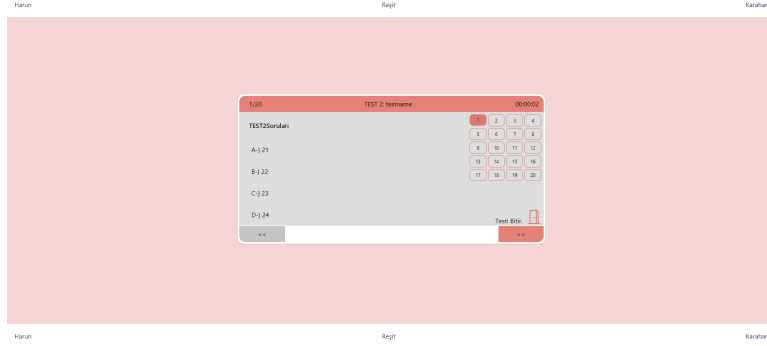 Harun Reşit Karahar
1/20 TEST 2: testname 00:00:02
TEST2Soruları
1 2 3 4
5 6 7 8
9 10 11 12
13 14 15 16
17 18 19 20
A-) 21
B-) 22
C-) 23
D-) 24
Testi Bitir.
<< >>
Harun Reşit Karahar